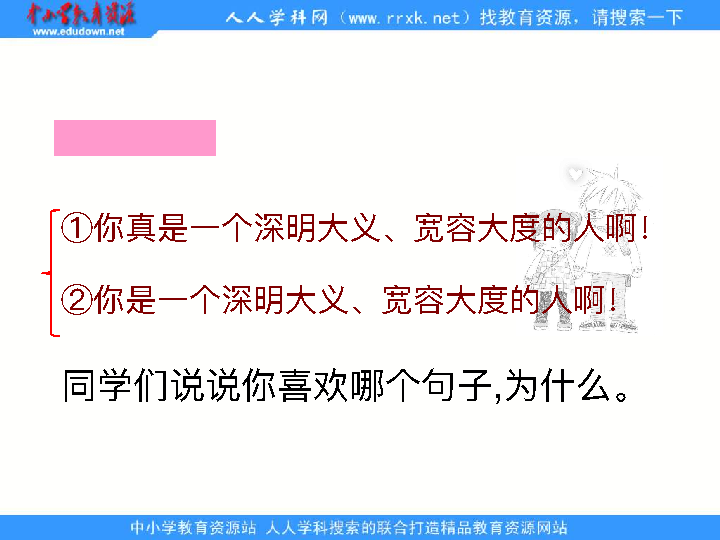 中小学教育资源
www.edudown.net
人人学科网（www.rrxk.net）找教育资源，请搜索一下
①你真是一个深明大义、宽容大度的人啊！
②你是一个深明大义、宽容大度的人啊！
同学们说说你喜欢哪个句子,为什么。
中小学教育资源站 人人学科搜索的联合打造精品教育资源网站